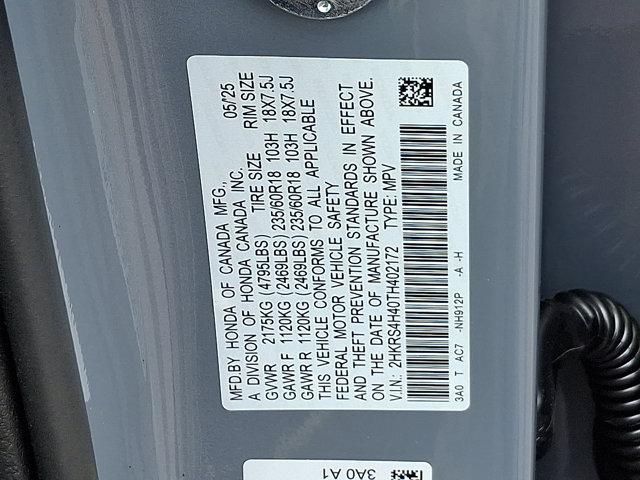 MFD.BY HONDA OF CANADA MFG., 05/25
A DIVISION OF HONDA CANADA INC.
GVWR 2175KG (4795LBS) TIRE SIZE RIM SIZE
GAWR F 1120KG (2469LBS) 235/60R18 103H 18X7.5J
GAWR R 1120KG (2469LBS) 235/60R18 103H 18X7.5J
THIS VEHICLE CONFORMS TO ALL APPLICABLE
FEDERAL MOTOR VEHICLE SAFETY
AND THEFT PREVENTION STANDARDS IN EFFECT
ON THE DATE OF MANUFACTURE SHOWN ABOVE.
V.I.N.: 2HKRS4H40TH402172 TYPE: MPV
3A0 T AC7 -NH912P -A -H MADE IN CANADA
3A0 A1